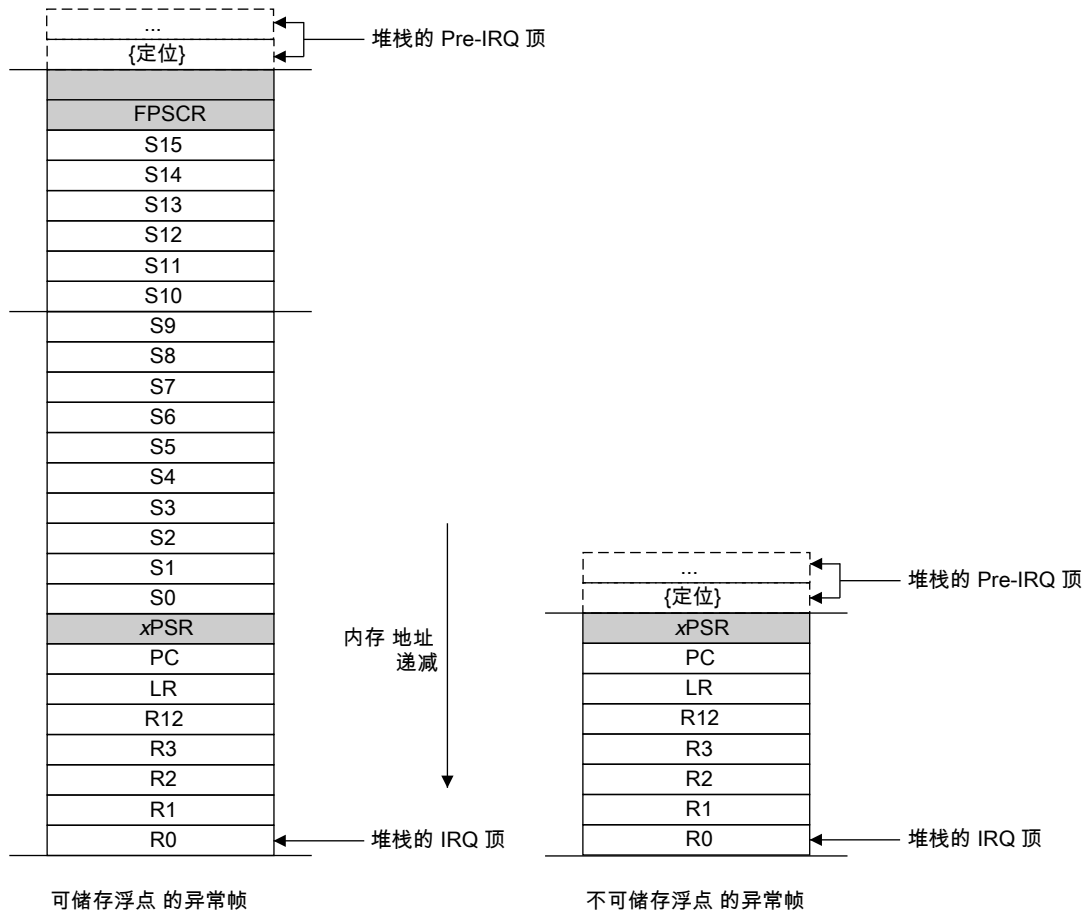 ...
{定位}
堆栈的 Pre-IRQ 顶
FPSCR
S15
S14
S13
S12
S11
S10
S9
S8
S7
S6
S5
S4
S3
S2
S1
S0
xPSR
PC
LR
R12
R3
R2
R1
R0
堆栈的 IRQ 顶
可储存浮点 的异常帧
内存 地址
递减
...
{定位}
堆栈的 Pre-IRQ 顶
xPSR
PC
LR
R12
R3
R2
R1
R0
堆栈的 IRQ 顶
不可储存浮点 的异常帧